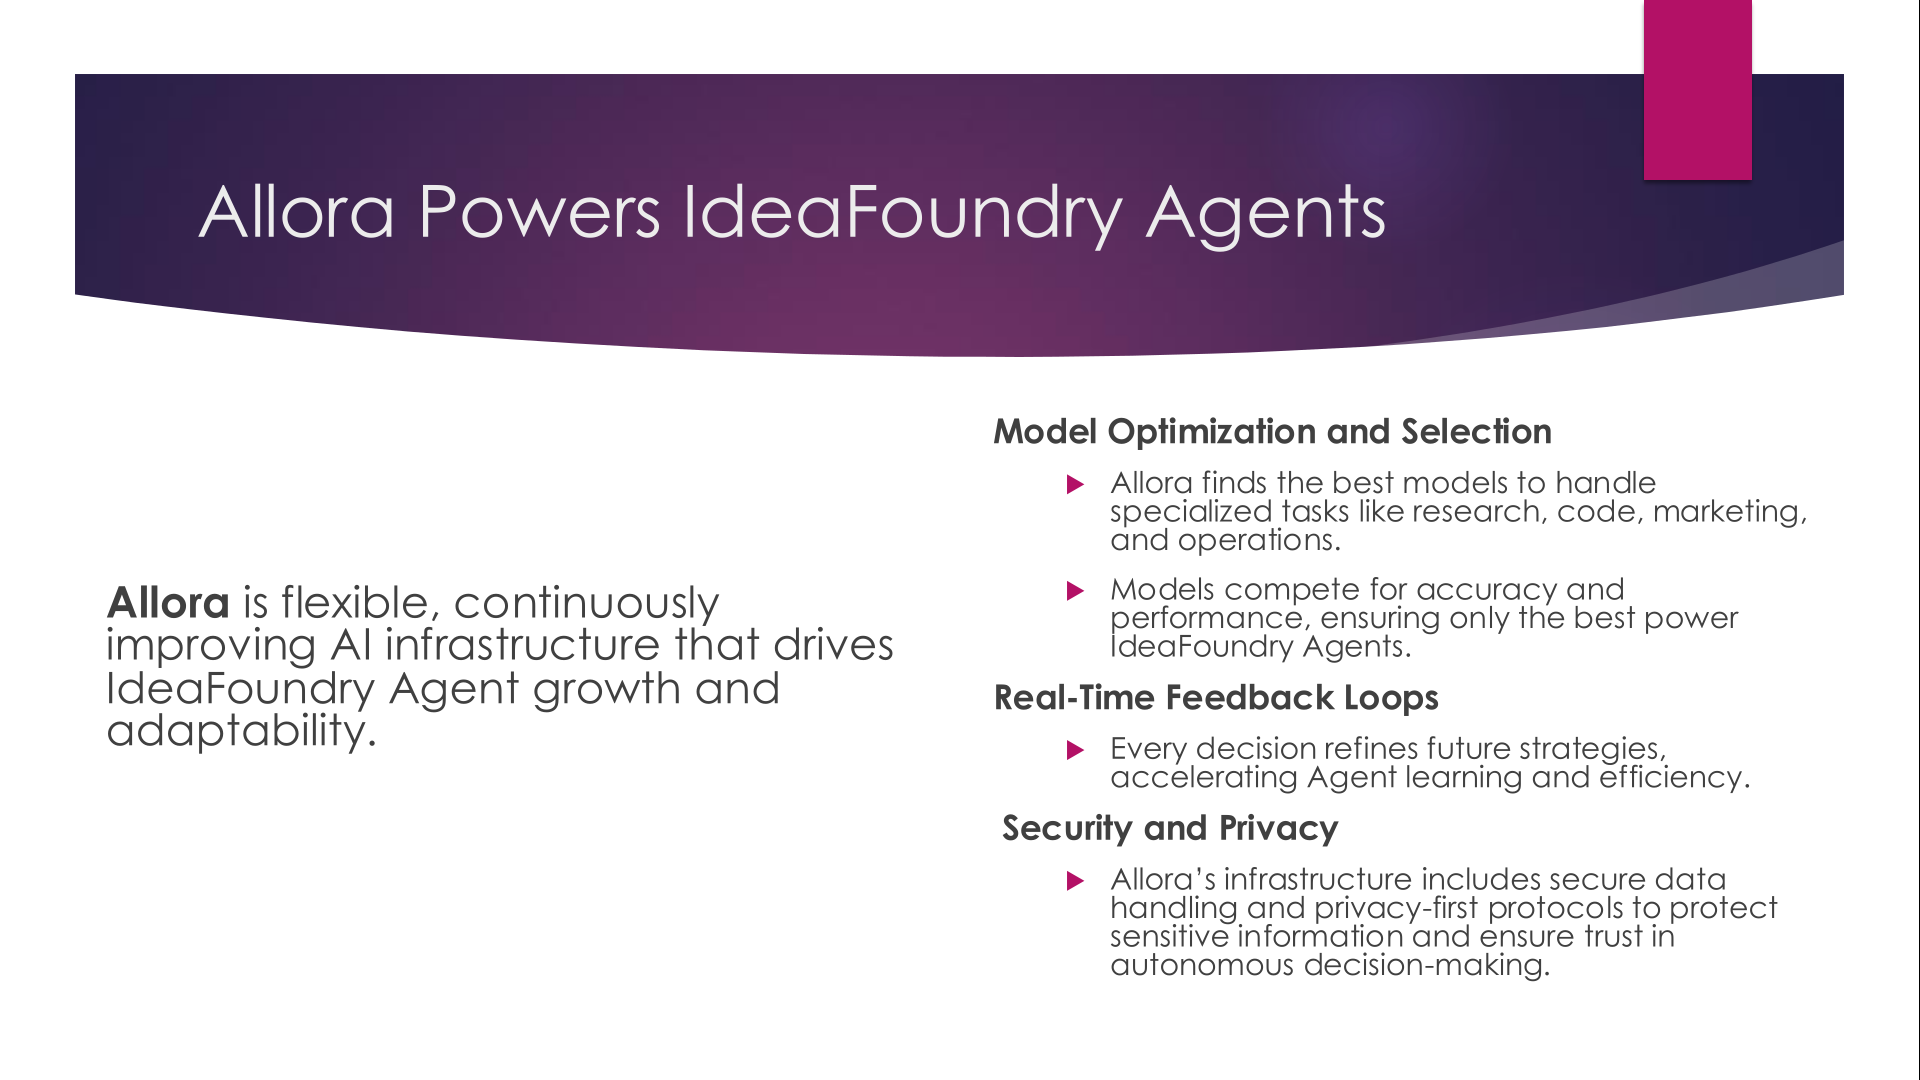 Allora Powers IdeaFoundry Agents
Allora is flexible, continuously
improving AI infrastructure that drives
IdeaFoundry Agent growth and
adaptability.
Model Optimization and Selection
Allora finds the best models to handle
specialized tasks like research, code, marketing,
and operations.
Models compete for accuracy and
performance, ensuring only the best power
IdeaFoundry Agents.
Real-Time Feedback Loops
Every decision refines future strategies,
accelerating Agent learning and efficiency.
Security and Privacy
Allora’s infrastructure includes secure data
handling and privacy-first protocols to protect
sensitive information and ensure trust in
autonomous decision-making.